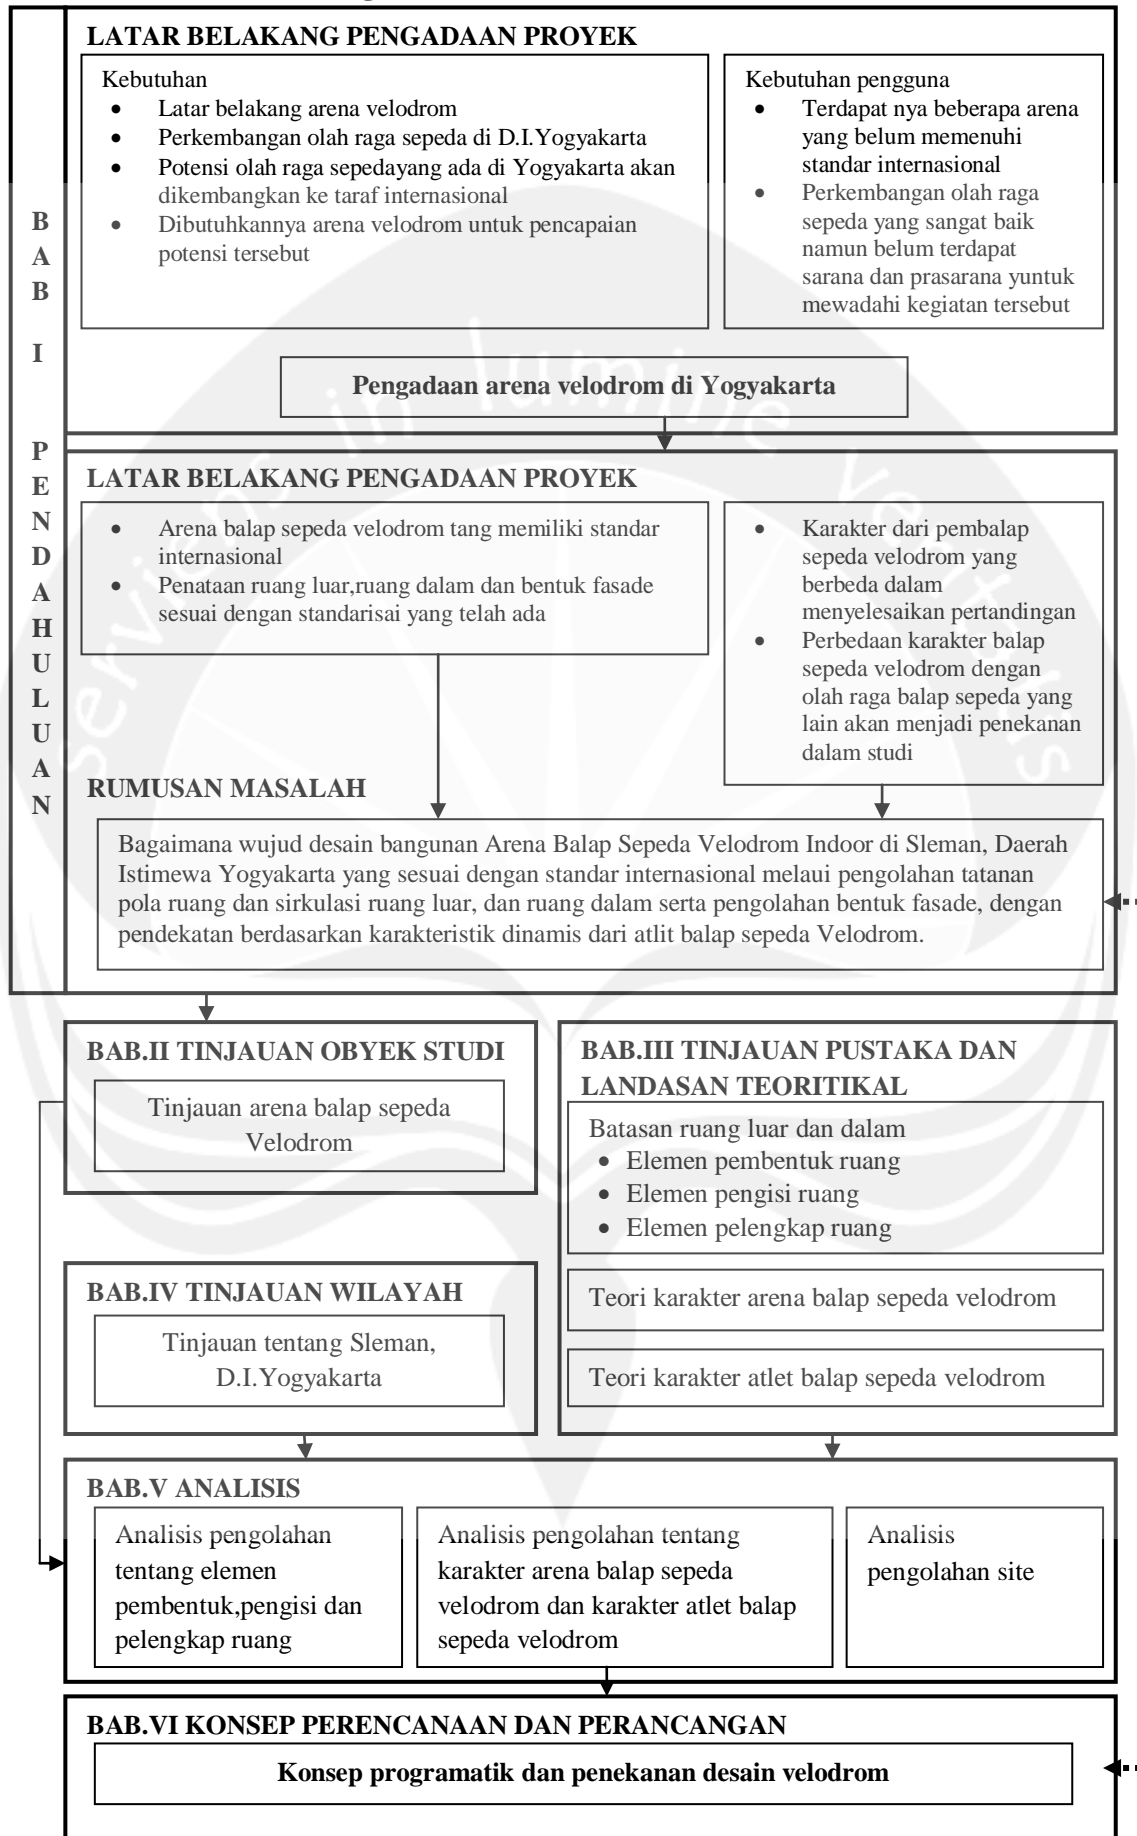 LATAR BELAKANG PENGADAAN PROYEK
Kebutuhan
• Latar belakang arena velodrom
• Perkembangan olah raga sepeda di D.I.Yogyakarta
• Potensi olah raga sepedayang ada di Yogyakarta akan
dikembangkan ke taraf internasional
• Dibutuhkannya arena velodrom untuk pencapaian
potensi tersebut
Kebutuhan pengguna
• Terdapat nya beberapa arena
yang belum memenuhi
standar internasional
• Perkembangan olah raga
sepeda yang sangat baik
namun belum terdapat
sarana dan prasarana yuntuk
mewadahi kegiatan tersebut
B
A
B
I
P
E
N
D
A
H
U
L
U
A
N
Pengadaan arena velodrom di Yogyakarta
LATAR BELAKANG PENGADAAN PROYEK
• Arena balap sepeda velodrom tang memiliki standar
internasional
• Penataan ruang luar,ruang dalam dan bentuk fasade
sesuai dengan standarisai yang telah ada
• Karakter dari pembalap
sepeda velodrom yang
berbeda dalam
menyelesaikan pertandingan
• Perbedaan karakter balap
sepeda velodrom dengan
olah raga balap sepeda yang
lain akan menjadi penekanan
dalam studi
RUMUSAN MASALAH
Bagaimana wujud desain bangunan Arena Balap Sepeda Velodrom Indoor di Sleman, Daerah
Istimewa Yogyakarta yang sesuai dengan standar internasional melaui pengolahan tatanan
pola ruang dan sirkulasi ruang luar, dan ruang dalam serta pengolahan bentuk fasade, dengan
pendekatan berdasarkan karakteristik dinamis dari atlit balap sepeda Velodrom.
BAB.II TINJAUAN OBYEK STUDI
Tinjauan arena balap sepeda
Velodrom
BAB.III TINJAUAN PUSTAKA DAN
LANDASAN TEORITIKAL
Batasan ruang luar dan dalam
• Elemen pembentuk ruang
• Elemen pengisi ruang
• Elemen pelengkap ruang
Teori karakter arena balap sepeda velodrom
Teori karakter atlet balap sepeda velodrom
BAB.IV TINJAUAN WILAYAH
Tinjauan tentang Sleman,
D.I.Yogyakarta
BAB.V ANALISIS
Analisis pengolahan
tentang elemen
pembentuk,pengisi dan
pelengkap ruang
Analisis pengolahan tentang
karakter arena balap sepeda
velodrom dan karakter atlet balap
sepeda velodrom
Analisis
pengolahan site
BAB.VI KONSEP PERENCANAAN DAN PERANCANGAN
Konsep programatik dan penekanan desain velodrom
serviens in lumine veritatis